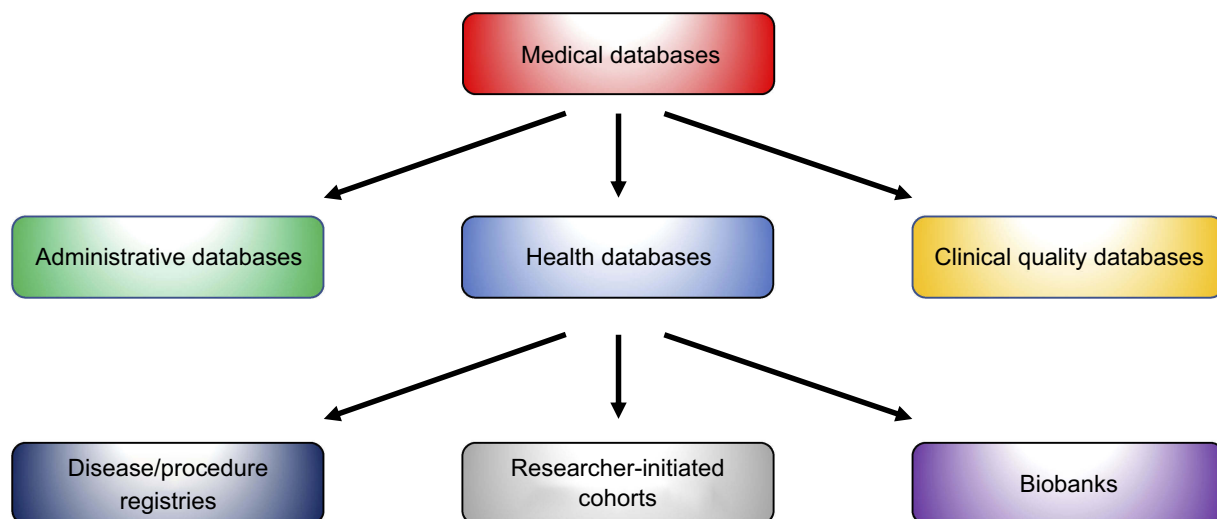 Medical databases
Administrative databases
Health databases
Clinical quality databases
Disease/procedure
registries
Researcher-initiated
cohorts
Biobanks